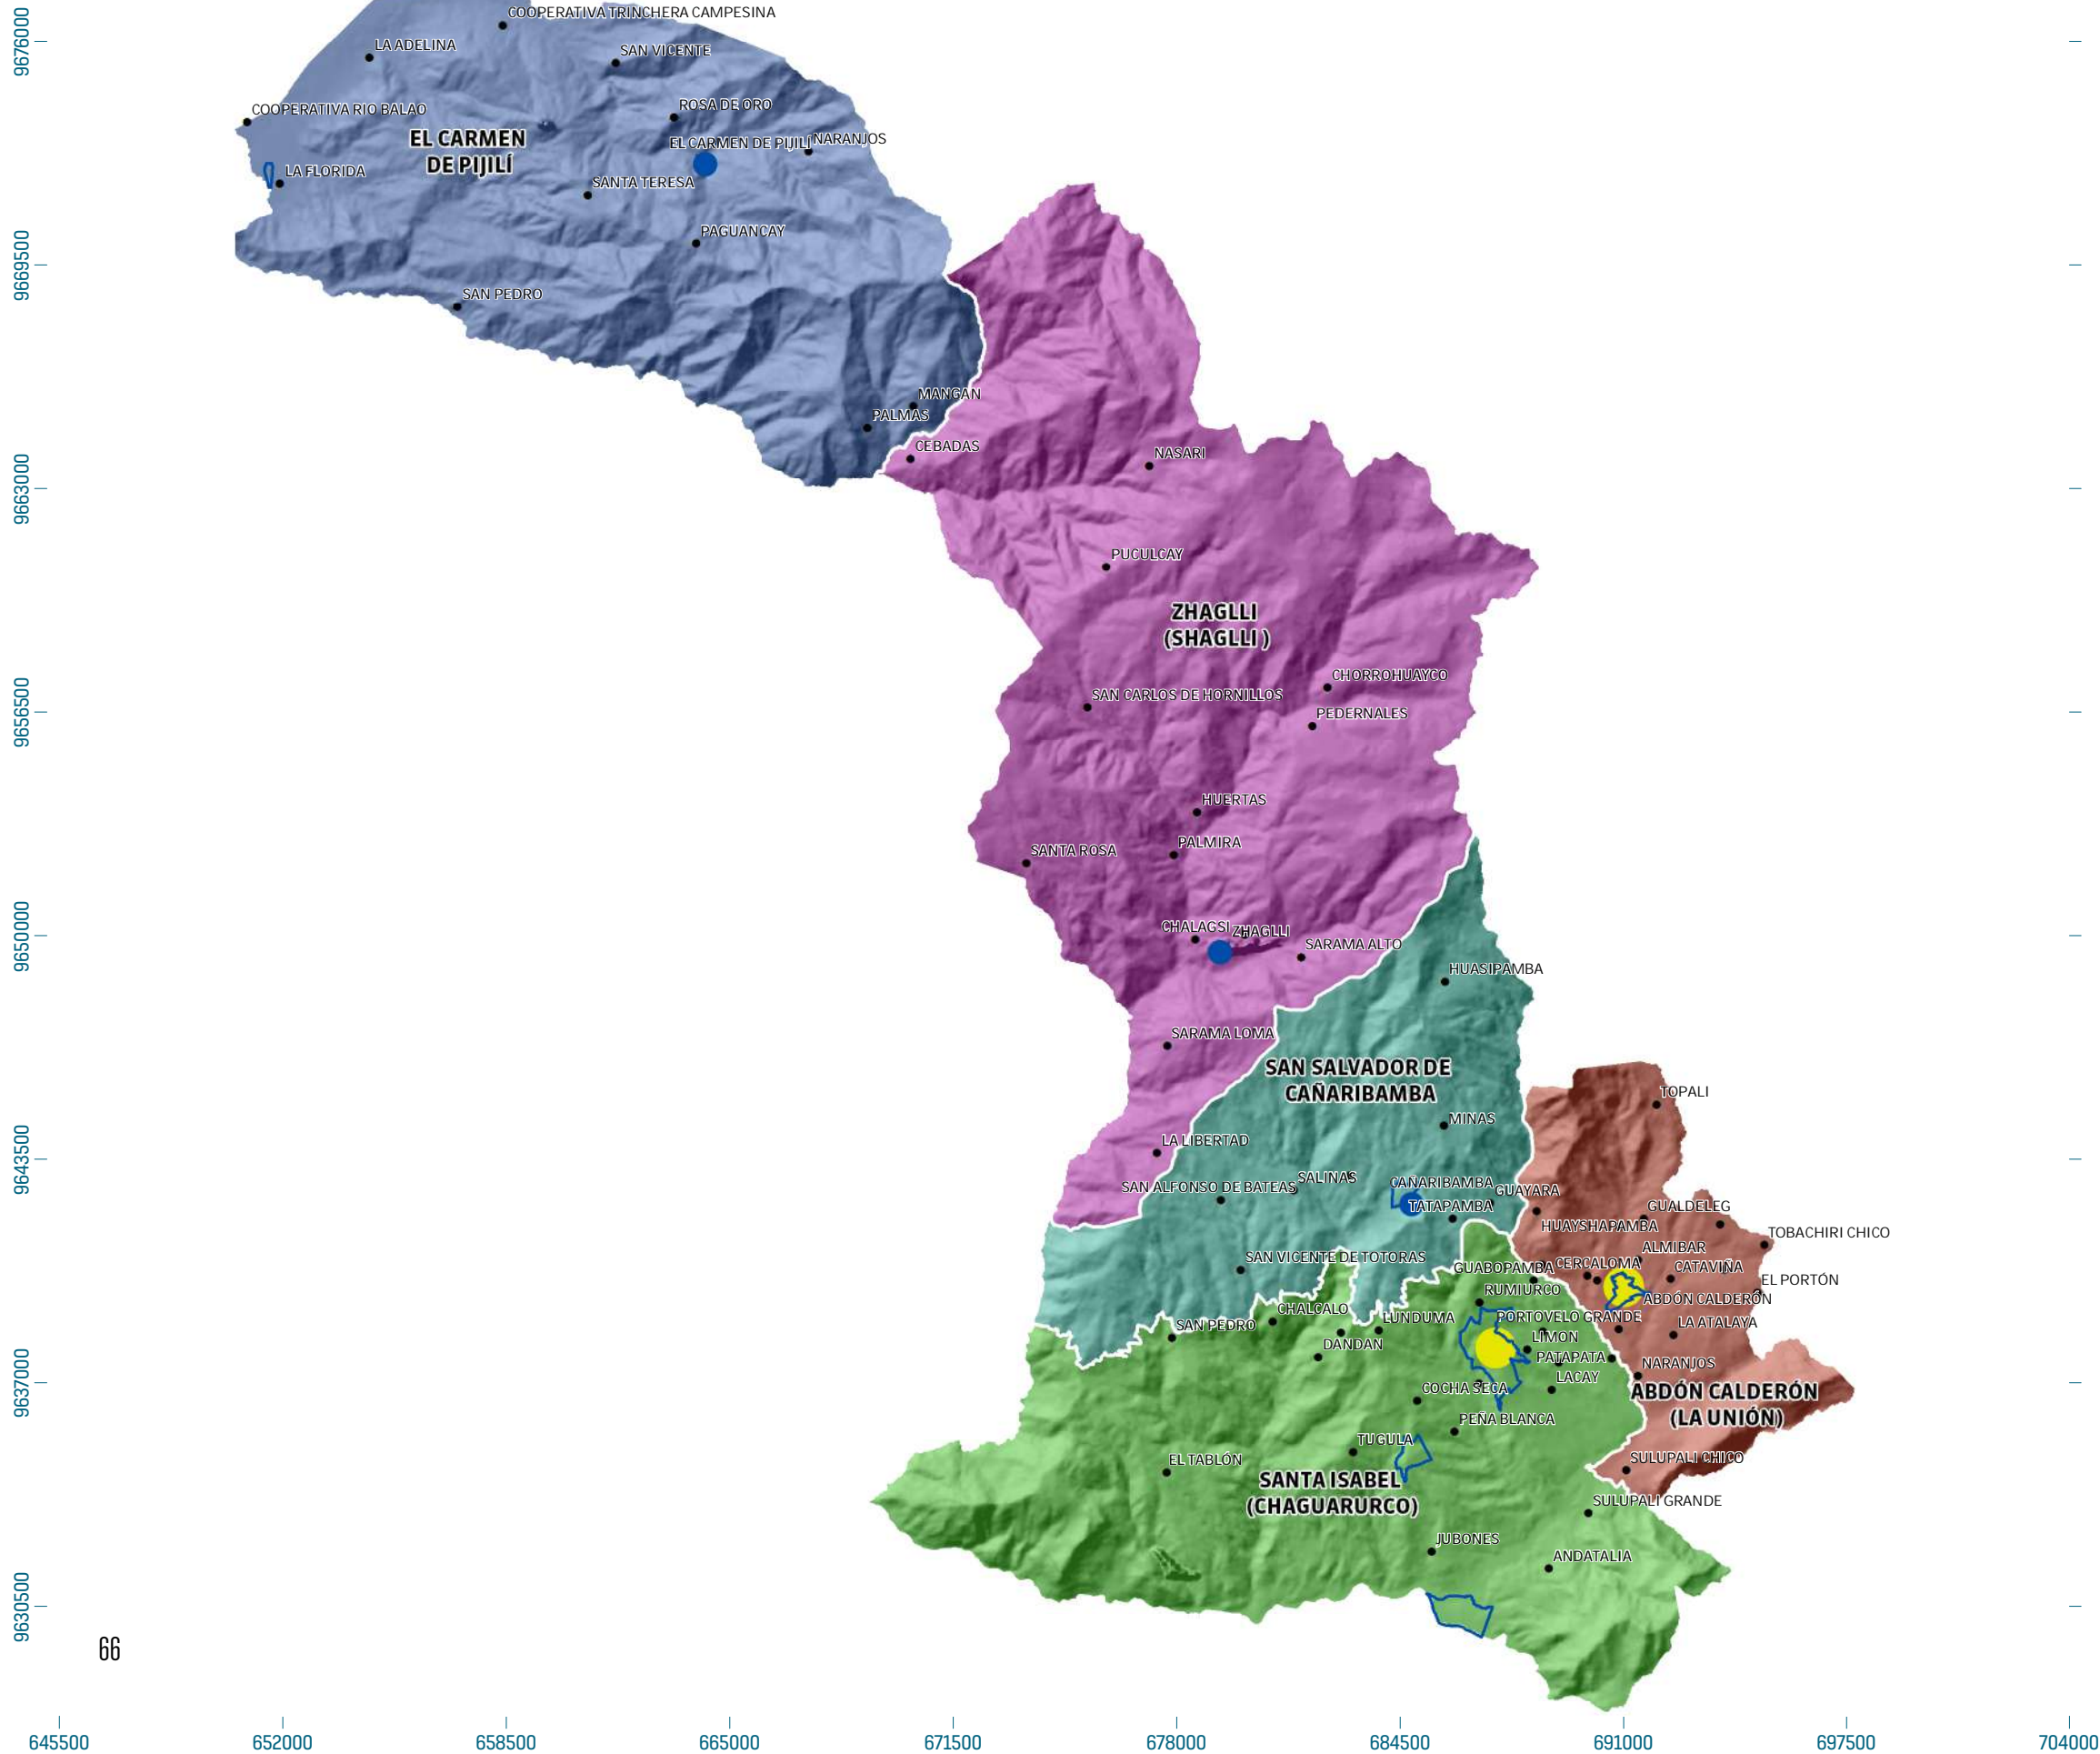 COOPERATIVA TRINCHERA CAMPESINA
9676000
LA ADELINA
SAN VICENTE
ROSA DE ORO
COOPERATIVA RIO BALAO
EL CARMEN
DE PIJILÍ
EL CARMEN DE PIJILÍ
NARANJOS
LA FLORIDA
SANTA TERESA
PAGUANCAY
9669500
SAN PEDRO
MANGAN
PALMAS
CEBADAS
NASARI
9663000
PUCULCAY
ZHAGLLI
(SHAGLLI )
CHORROHUAYCO
SAN CARLOS DE HORNILLOS
PEDERNALES
9656500
HUERTAS
PALMIRA
SANTA ROSA
CHALAGSI
ZHAGLLI
9650000
SARAMA ALTO
HUASIPAMBA
SARAMA LOMA
SAN SALVADOR DE
CAÑARIBAMBA
TOPALI
MINAS
LA LIBERTAD
9643500
SALINAS
SAN ALFONSO DE BATEAS
CAÑARIBAMBA
GUAYARA
TATAPAMBA
GUALDELEG
HUAYSHAPAMBA
TOBACHIRI CHICO
ALMIBAR
SAN VICENTE DE TOTORAS
CERCALOMA
GUABOPAMBA
CATAVIÑA
EL PORTÓN
RUMIURCO
ABDÓN CALDERÓN
CHALCALO
LUNDUMA
PORTOVELO GRANDE
SAN PEDRO
LA ATALAYA
LIMON
DANDAN
PATAPATA
NARANJOS
9637000
LACAY
COCHA SECA
ABDÓN CALDERÓN
(LA UNIÓN)
PEÑA BLANCA
TUGULA
EL TABLÓN
SULUPALI CHICO
SANTA ISABEL
(CHAGUARURCO)
SULUPALI GRANDE
JUBONES
ANDATALIA
9630500
66
645500 652000 658500 665000 671500 678000 684500 691000 697500 704000